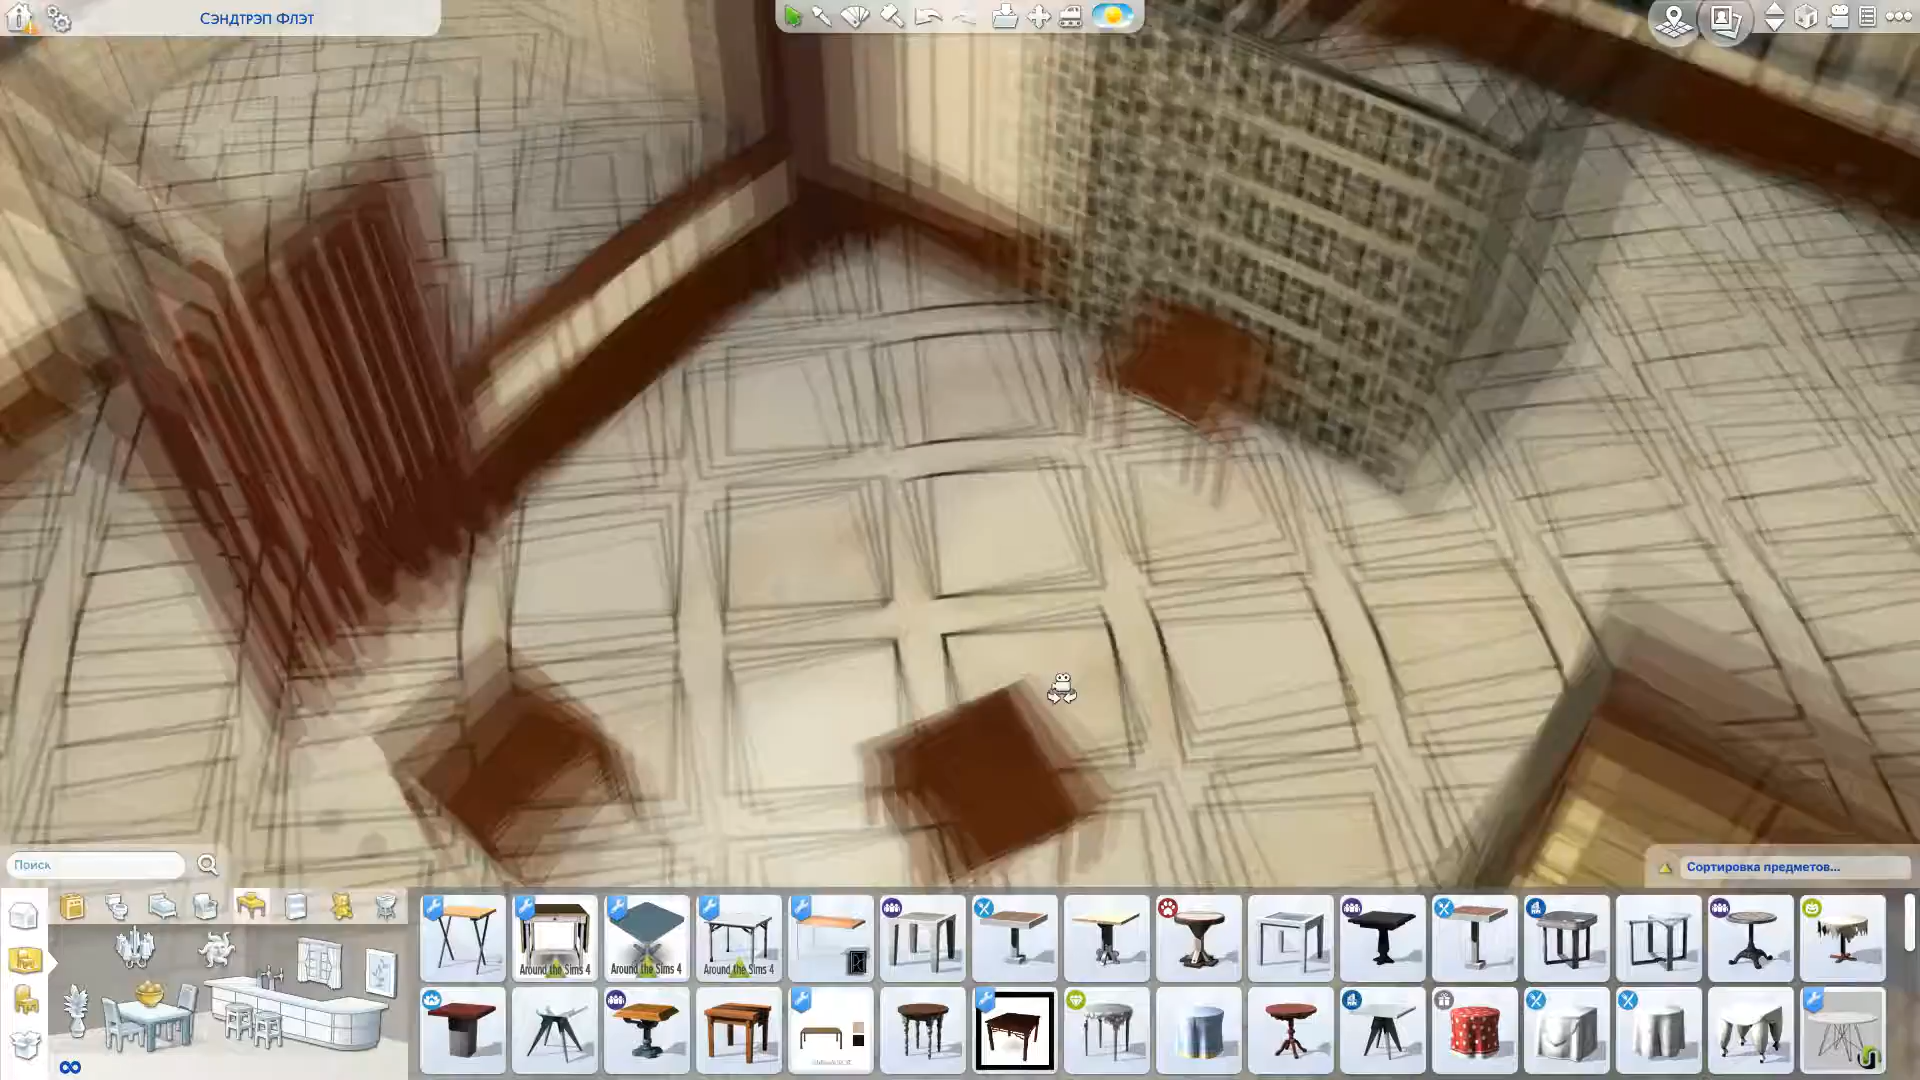 Сэндтрэп Флэт
Поиск
Сортировка предметов...
Around the Sims 4
Around the Sims 4
Around the Sims 4